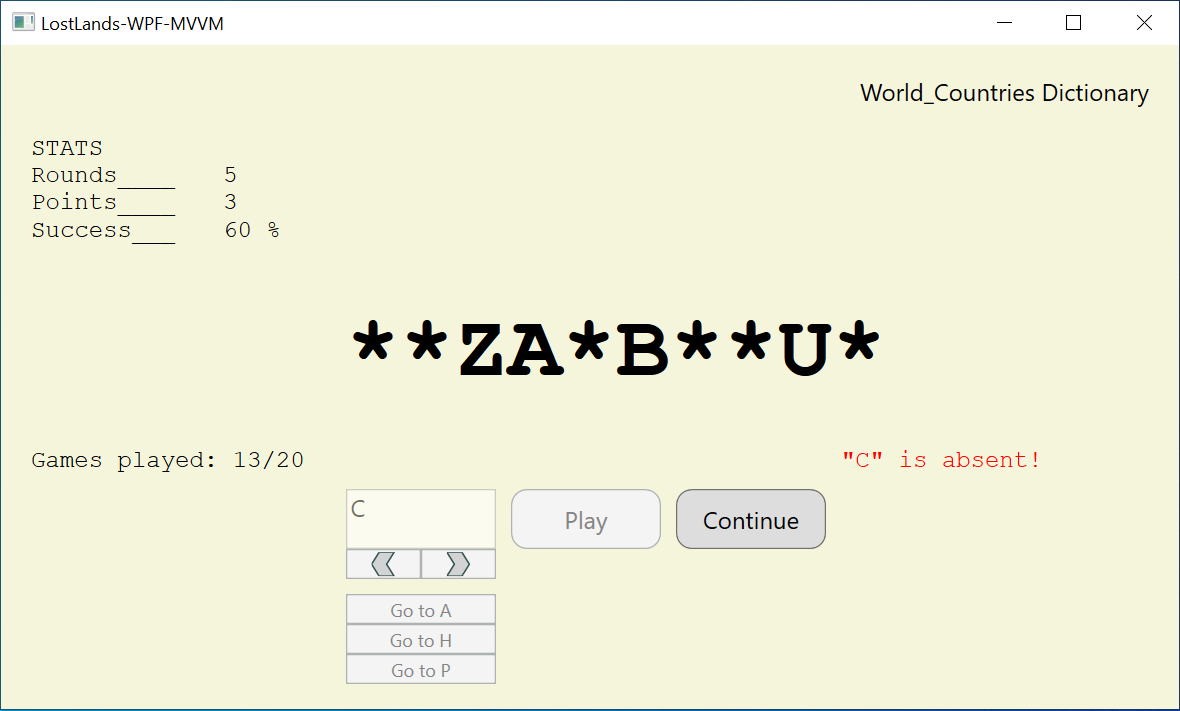 LostLands-WPF-MVVM
World_Countries Dictionary
STATS
Rounds____ 5
Points____ 3
Success___ 60 %
**ZA*B**U*
Games played: 13/20
"C" is absent!
C
Play
Continue
Go to A
Go to H
Go to P